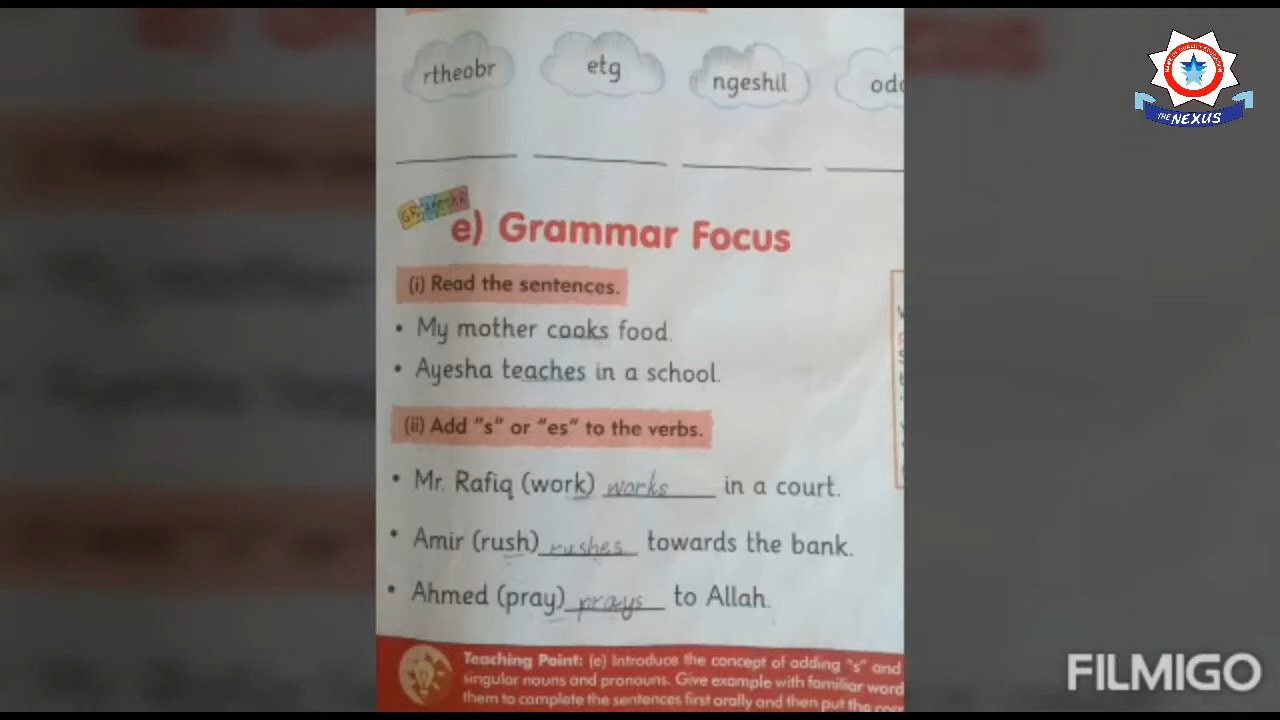 rtheobr etg ngeshil
GRAMMAR
e) Grammar Focus
(i) Read the sentences.
• My mother cooks food.
• Ayesha teaches in a school.
(ii) Add "s" or "es" to the verbs.
• Mr. Rafiq (work) works in a court.
• Amir (rush) rushes towards the bank.
• Ahmed (pray) prays to Allah.
Teaching Point: (e) Introduce the concept of adding "s" and
singular nouns and pronouns. Give example with familiar word
them to complete the sentences first orally and then put the
THE NEXUS
FILMIGO